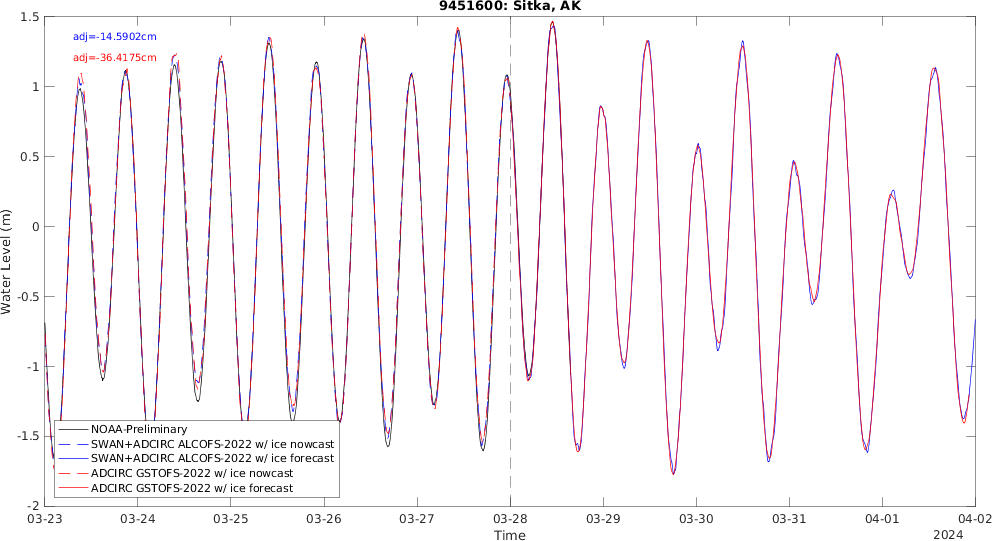 9451600: Sitka, AK
adj=-14.5902cm
adj=-36.4175cm
Water Level (m)
1.5
1
0.5
0
-0.5
-1
-1.5
-2
NOAA-Preliminary
SWAN+ADCIRC ALCOFS-2022 w/ ice nowcast
SWAN+ADCIRC ALCOFS-2022 w/ ice forecast
ADCIRC GSTOFS-2022 w/ ice nowcast
ADCIRC GSTOFS-2022 w/ ice forecast
03-23 03-24 03-25 03-26 03-27 03-28 03-29 03-30 03-31 04-01 04-02
Time
2024